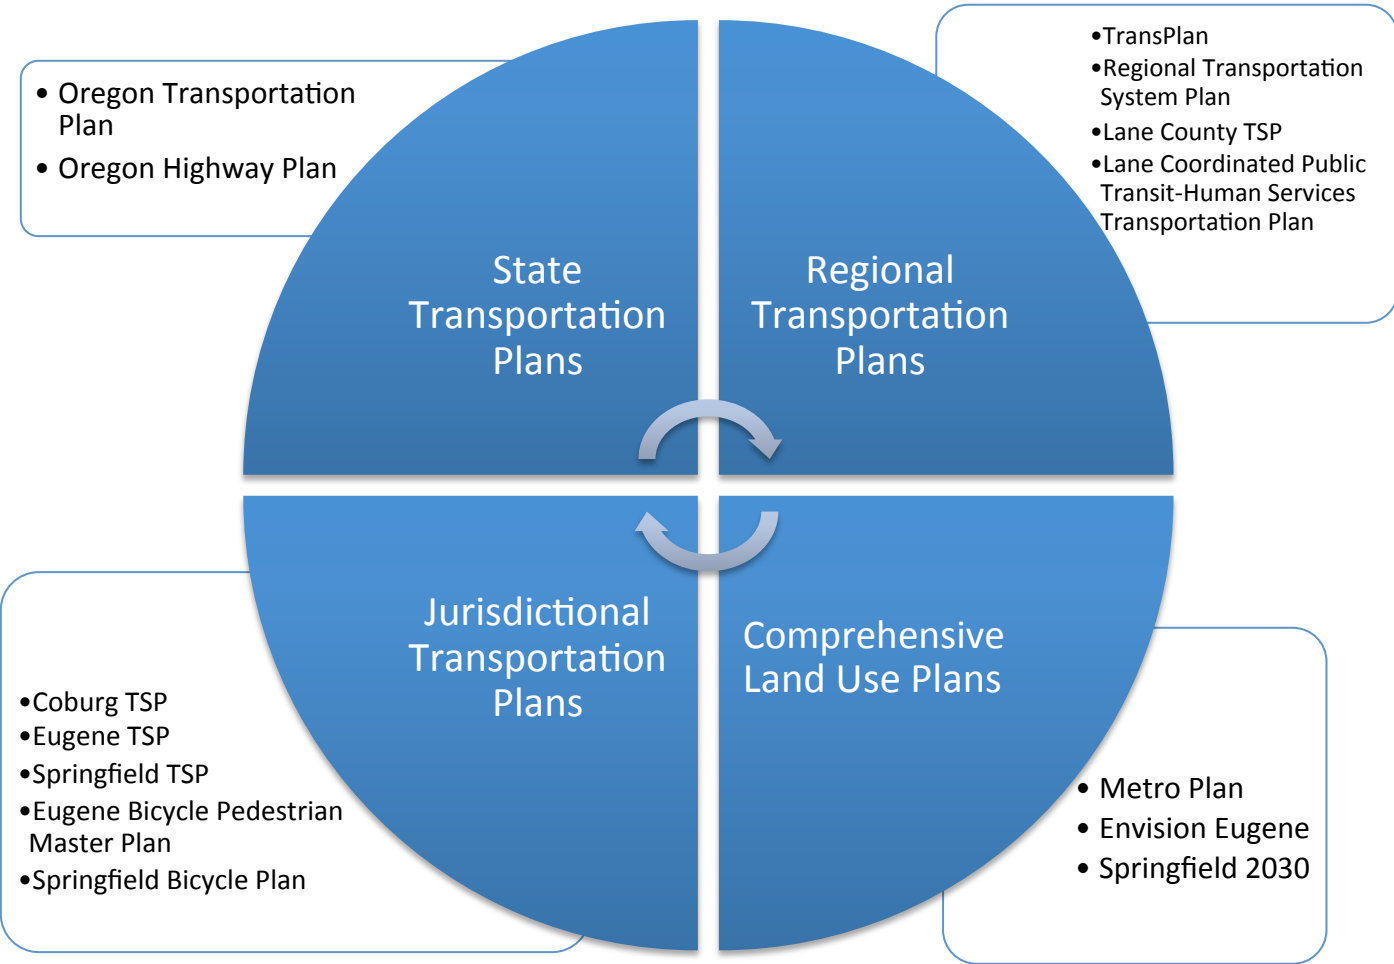 • Oregon Transportation
Plan
• Oregon Highway Plan
•TransPlan
•Regional Transportation
System Plan
•Lane County TSP
•Lane Coordinated Public
Transit-Human Services
Transportation Plan
State
Transportation
Plans
Regional
Transportation
Plans
Jurisdictional
Transportation
Plans
Comprehensive
Land Use Plans
•Coburg TSP
•Eugene TSP
•Springfield TSP
•Eugene Bicycle Pedestrian
Master Plan
•Springfield Bicycle Plan
• Metro Plan
• Envision Eugene
• Springfield 2030